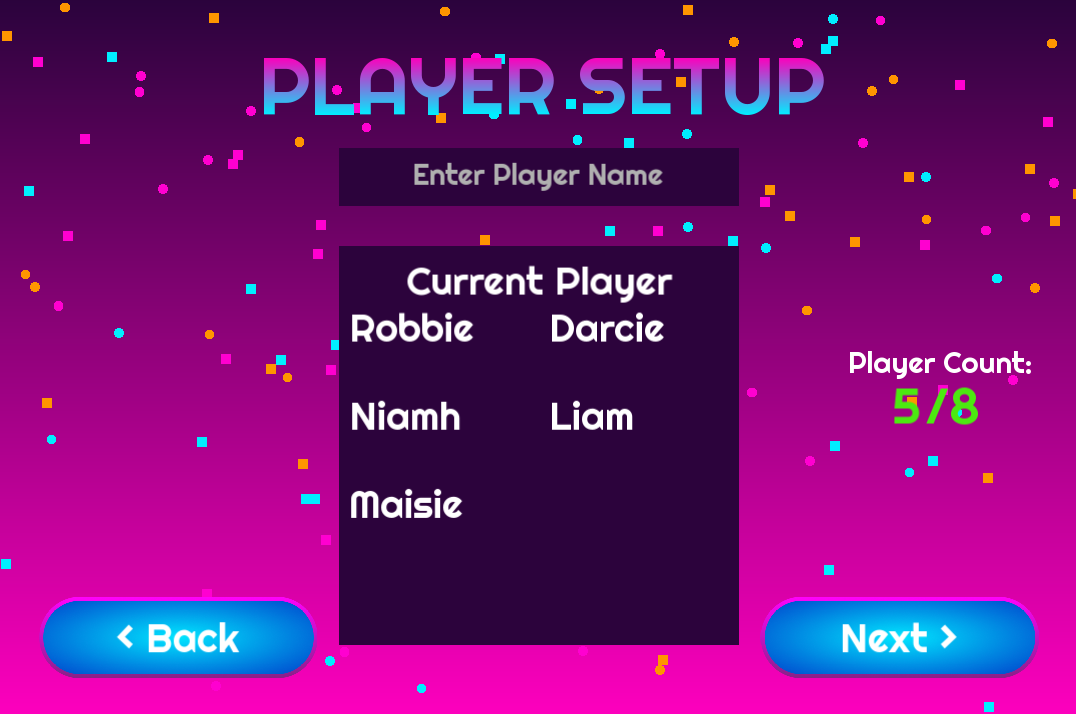 PLAYER SETUP
Enter Player Name
Current Player
Robbie Darcie
Niamh Liam
Maisie
Player Count:
5/8
< Back
Next >